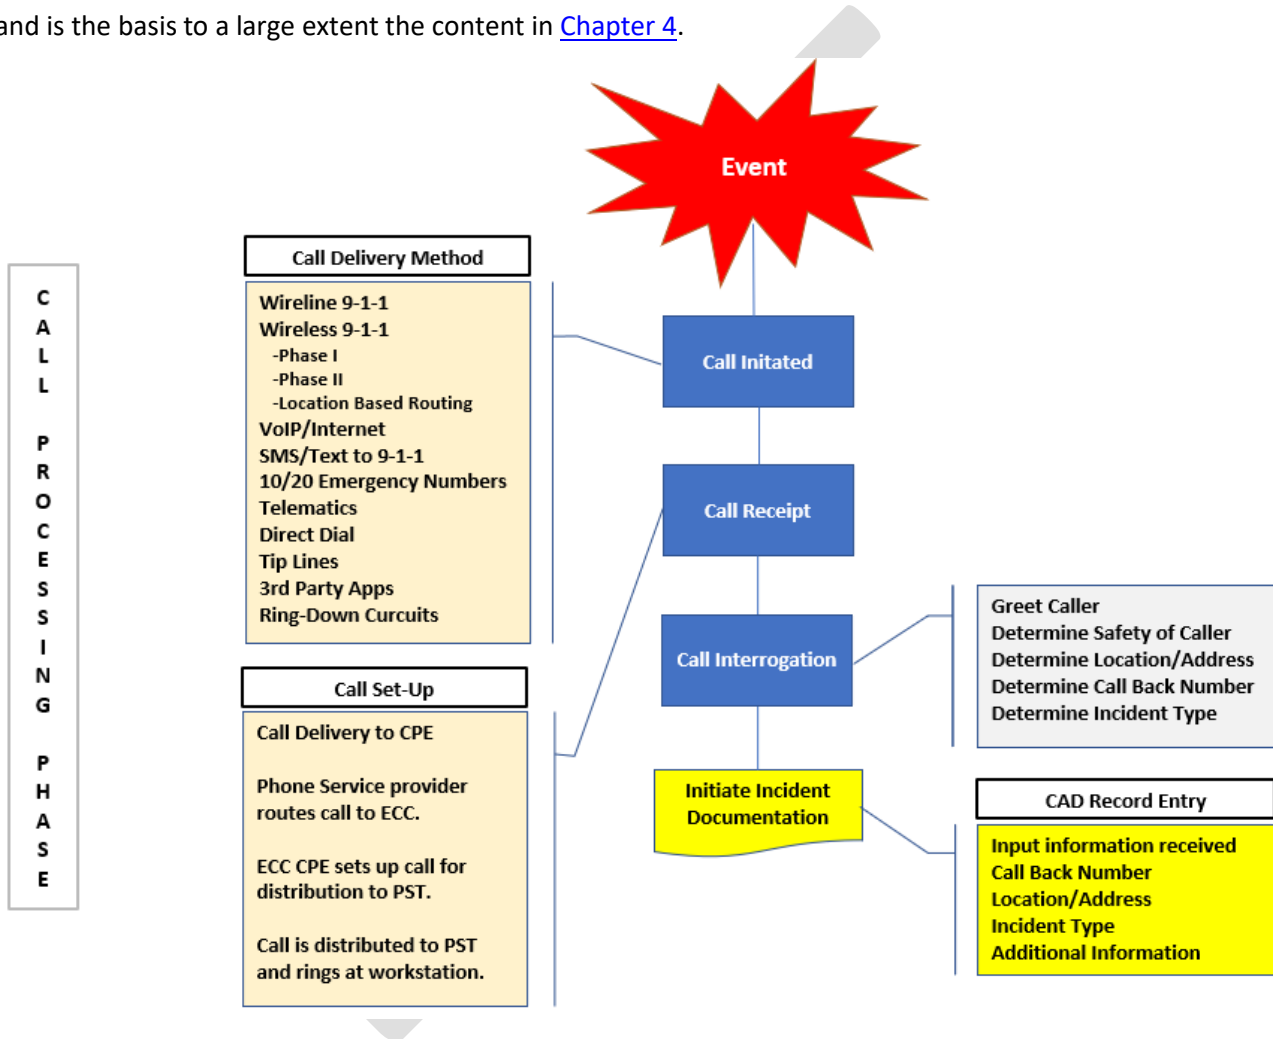 and is the basis to a large extent the content in Chapter 4.
Event
CALL PROCESSING PHASE
Call Delivery Method
Wireline 9-1-1
Wireless 9-1-1
-Phase I
-Phase II
-Location Based Routing
VoIP/Internet
SMS/Text to 9-1-1
10/20 Emergency Numbers
Telematics
Direct Dial
Tip Lines
3rd Party Apps
Ring-Down Curcuits
Call Initated
Call Receipt
Call Set-Up
Call Delivery to CPE
Phone Service provider
routes call to ECC.
ECC CPE sets up call for
distribution to PST.
Call is distributed to PST
and rings at workstation.
Call Interrogation
Greet Caller
Determine Safety of Caller
Determine Location/Address
Determine Call Back Number
Determine Incident Type
Initiate Incident
Documentation
CAD Record Entry
Input information received
Call Back Number
Location/Address
Incident Type
Additional Information